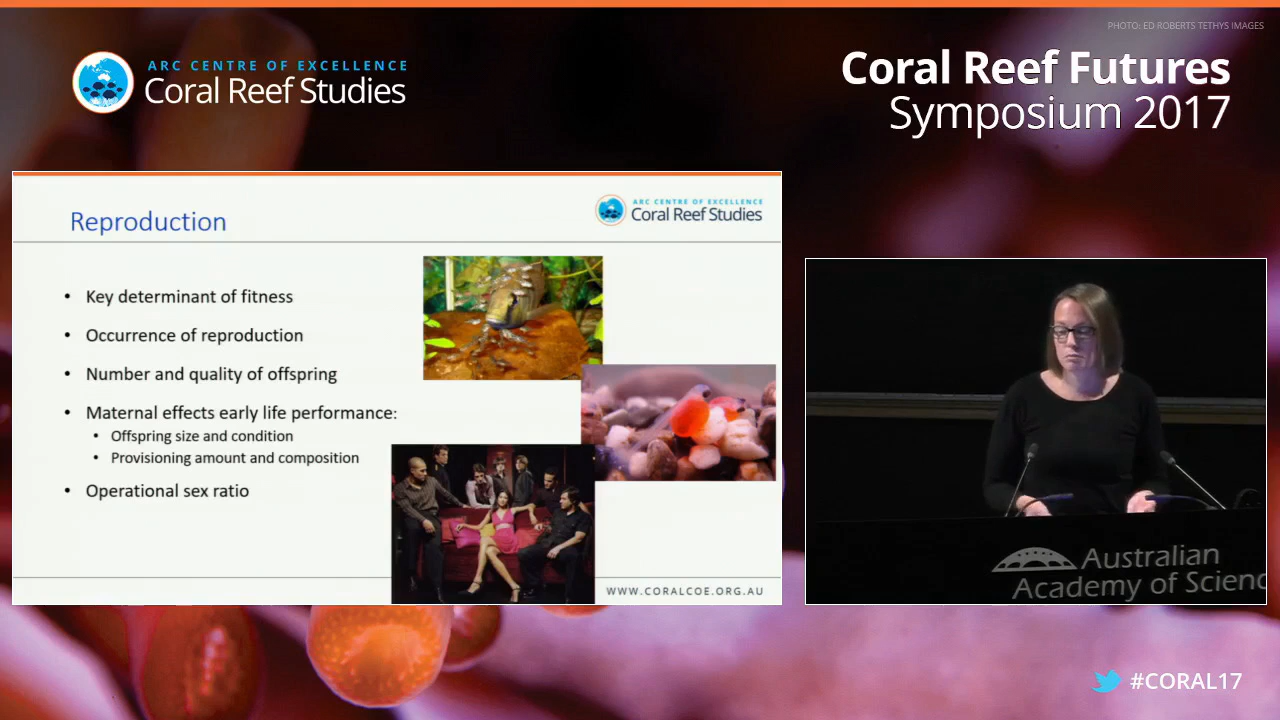 PHOTO: ED ROBERTS TETHYS IMAGES
ARC CENTRE OF EXCELLENCE
Coral Reef Studies
Coral Reef Futures
Symposium 2017
Reproduction
ARC CENTRE OF EXCELLENCE
Coral Reef Studies
• Key determinant of fitness
• Occurrence of reproduction
• Number and quality of offspring
• Maternal effects early life performance:
• Offspring size and condition
• Provisioning amount and composition
• Operational sex ratio
WWW.CORALCOE.ORG.AU
Australian
Academy of Scienc
#CORAL17